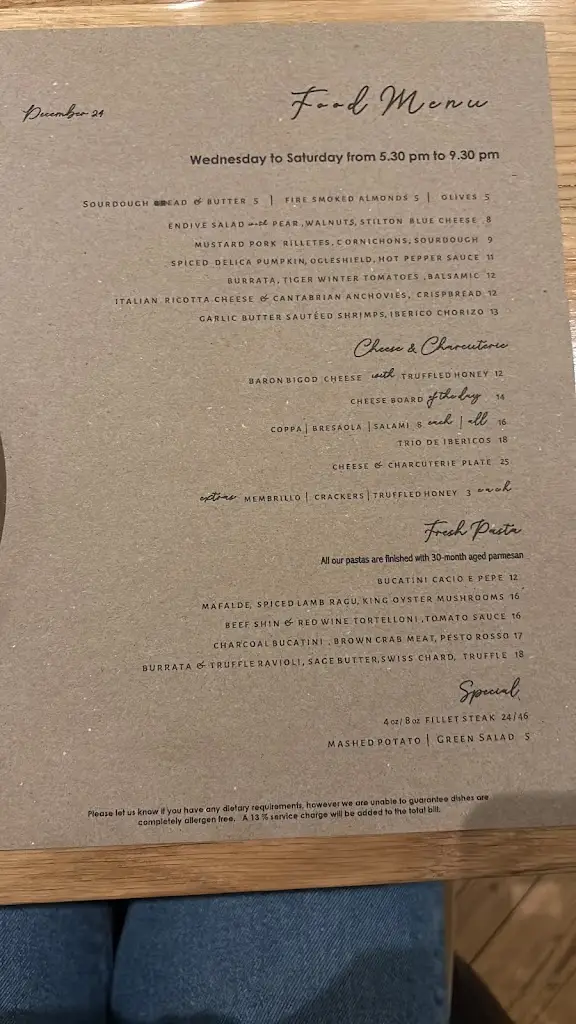 December 24
Food Menu
Wednesday to Saturday from 5.30 pm to 9.30 pm
SOURDOUGH BREAD & BUTTER 5 | FIRE SMOKED ALMONDS 5 | OLIVES 5
ENDIVE SALAD with PEAR, WALNUTS, STILTON BLUE CHEESE 8
MUSTARD PORK RILLETES, CORNICHONS, SOURDOUGH 9
SPICED DELICA PUMPKIN, OGLESHIELD, HOT PEPPER SAUCE 11
BURRATA, TIGER WINTER TOMATOES, BALSAMIC 12
ITALIAN RICOTTA CHEESE & CANTABRIAN ANCHOVIES, CRISPBREAD 12
GARLIC BUTTER SAUTÉED SHRIMPS, IBERICO CHORIZO 13
Cheese & Charcuterie
BARON BIGOD CHEESE with TRUFFLED HONEY 12
CHEESE BOARD of the day 14
COPPA | BRESAOLA | SALAMI 8 each | all 16
TRIO DE IBERICOS 18
CHEESE & CHARCUTERIE PLATE 25
extras MEMBRILLO | CRACKERS | TRUFFLED HONEY 3 each
Fresh Pasta
All our pastas are finished with 30-month aged parmesan
BUCATINI CACIO E PEPE 12
MAFALDE, SPICED LAMB RAGU, KING OYSTER MUSHROOMS 16
BEEF SHIN & RED WINE TORTELLONI, TOMATO SAUCE 16
CHARCOAL BUCATINI, BROWN CRAB MEAT, PESTO ROSSO 17
BURRATA & TRUFFLE RAVIOLI, SAGE BUTTER, SWISS CHARD, TRUFFLE 18
Special
4 oz/ 8 oz FILLET STEAK 24/46
MASHED POTATO | GREEN SALAD 5
Please let us know if you have any dietary requirements, however we are unable to guarantee dishes are
completely allergen free. A 13 % service charge will be added to the total bill.